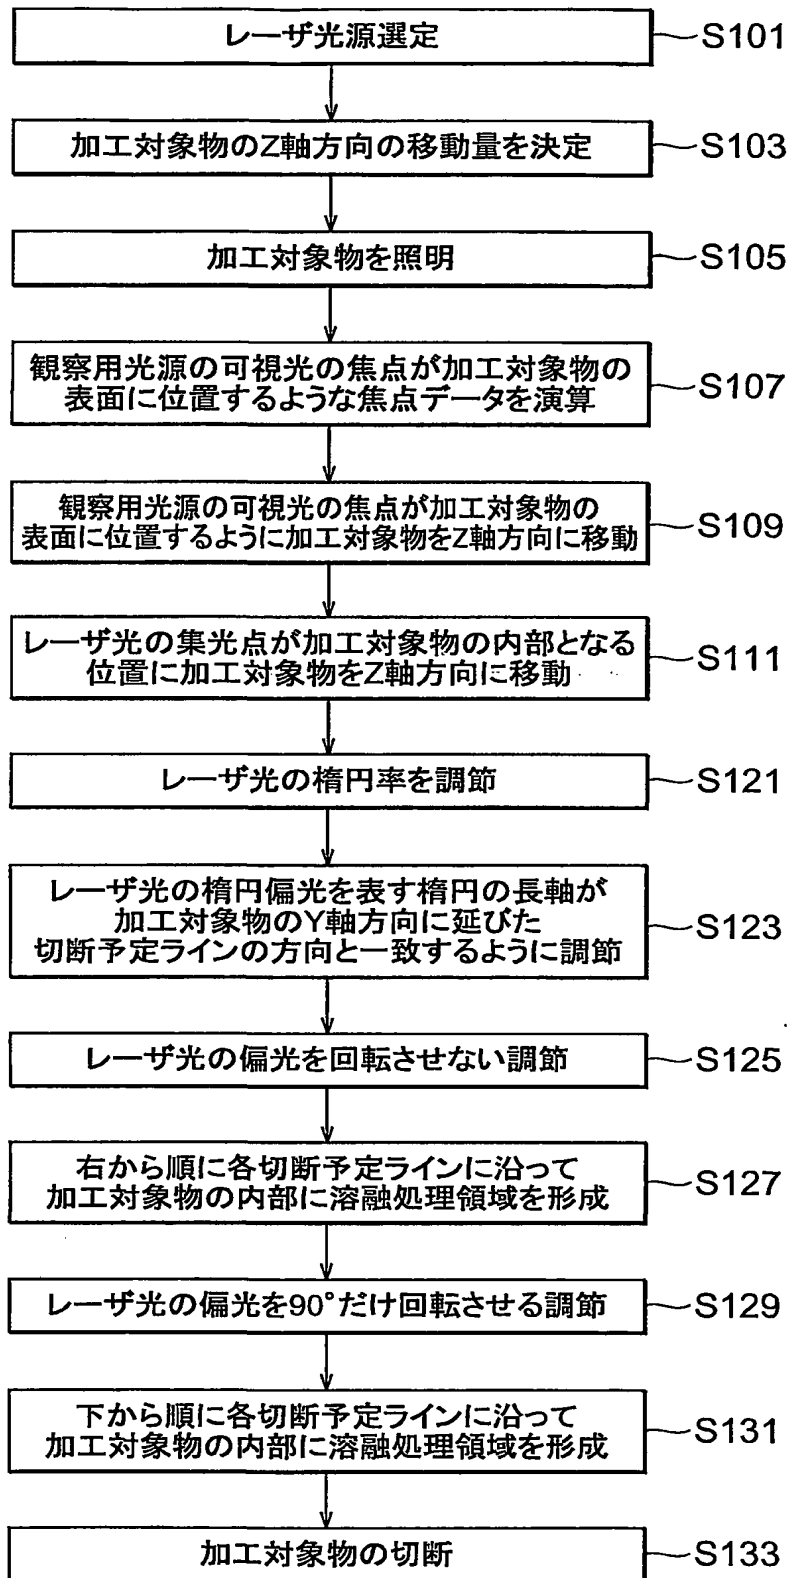 レーザ光源選定
S101
加工対象物のZ軸方向の移動量を決定
S103
加工対象物を照明
S105
観察用光源の可視光の焦点が加工対象物の
表面に位置するような焦点データを演算
S107
観察用光源の可視光の焦点が加工対象物の
表面に位置するように加工対象物をZ軸方向に移動
S109
レーザ光の集光点が加工対象物の内部となる
位置に加工対象物をZ軸方向に移動
S111
レーザ光の楕円率を調節
S121
レーザ光の楕円偏光を表す楕円の長軸が
加工対象物のY軸方向に延びた
切断予定ラインの方向と一致するように調節
S123
レーザ光の偏光を回転させない調節
S125
右から順に各切断予定ラインに沿って
加工対象物の内部に溶融処理領域を形成
S127
レーザ光の偏光を90°だけ回転させる調節
S129
下から順に各切断予定ラインに沿って
加工対象物の内部に溶融処理領域を形成
S131
加工対象物の切断
S133